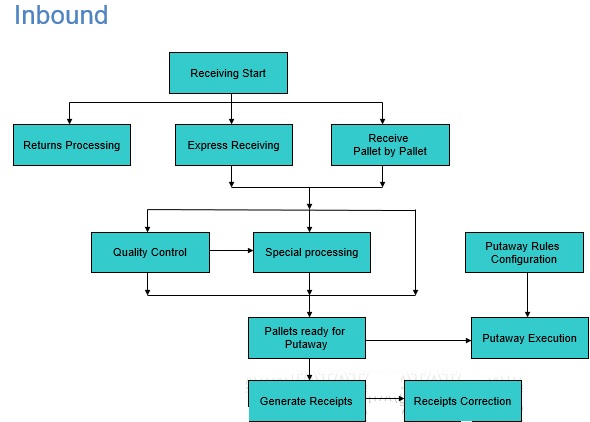 Inbound
Receiving Start
Returns Processing
Express Receiving
Receive
Pallet by Pallet
Quality Control
Special processing
Putaway Rules
Configuration
Pallets ready for
Putaway
Putaway Execution
Generate Receipts
Receipts Correction